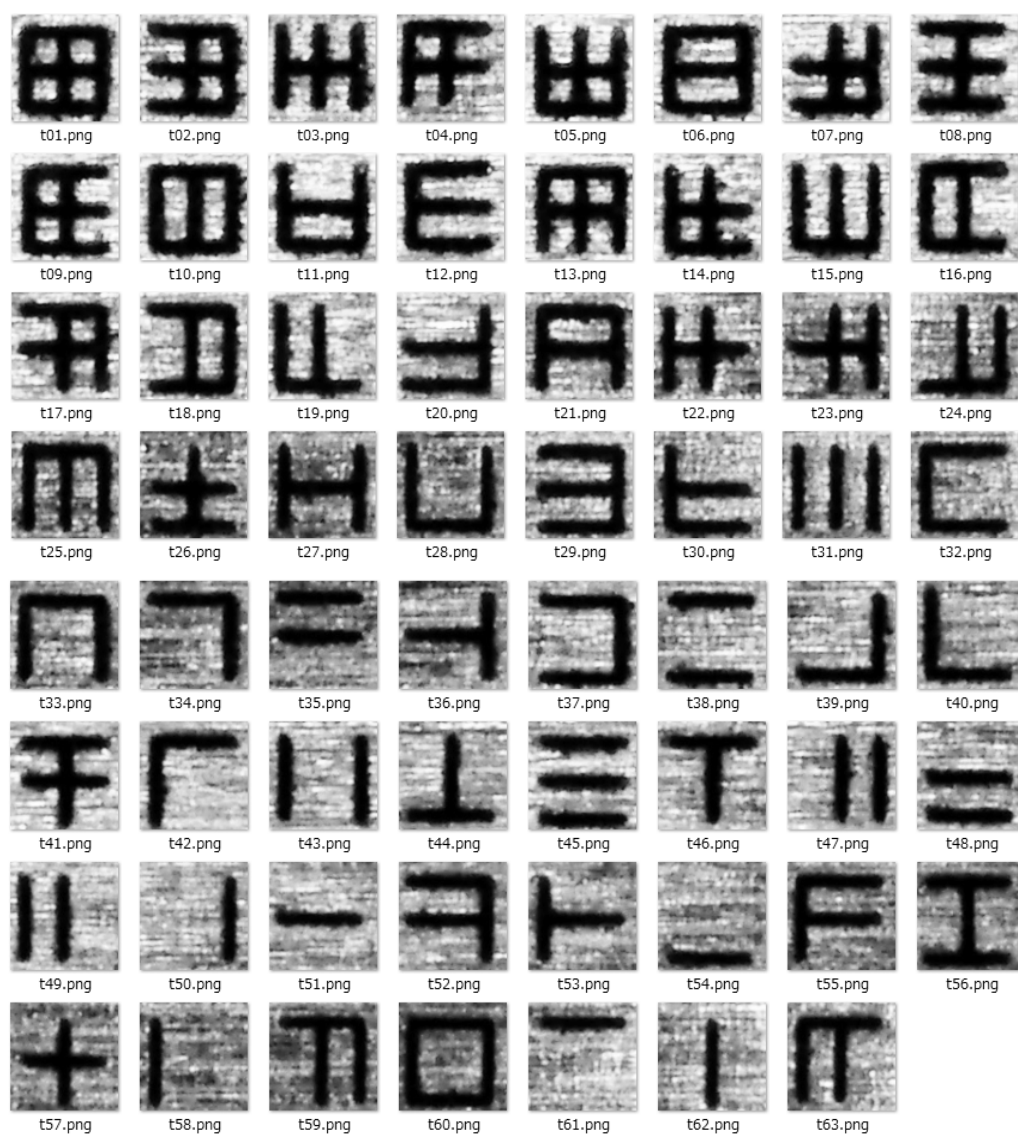 t01.png t02.png t03.png t04.png t05.png t06.png t07.png t08.png
t09.png t10.png t11.png t12.png t13.png t14.png t15.png t16.png
t17.png t18.png t19.png t20.png t21.png t22.png t23.png t24.png
t25.png t26.png t27.png t28.png t29.png t30.png t31.png t32.png
t33.png t34.png t35.png t36.png t37.png t38.png t39.png t40.png
t41.png t42.png t43.png t44.png t45.png t46.png t47.png t48.png
t49.png t50.png t51.png t52.png t53.png t54.png t55.png t56.png
t57.png t58.png t59.png t60.png t61.png t62.png t63.png